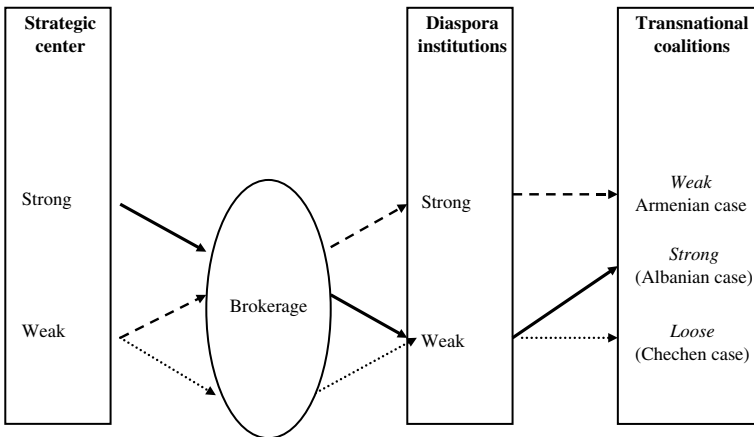 Strategic
center
Diaspora
institutions
Transnational
coalitions
Strong
Weak
Brokerage
Strong
Weak
Weak
Armenian case
Strong
(Albanian case)
Loose
(Chechen case)